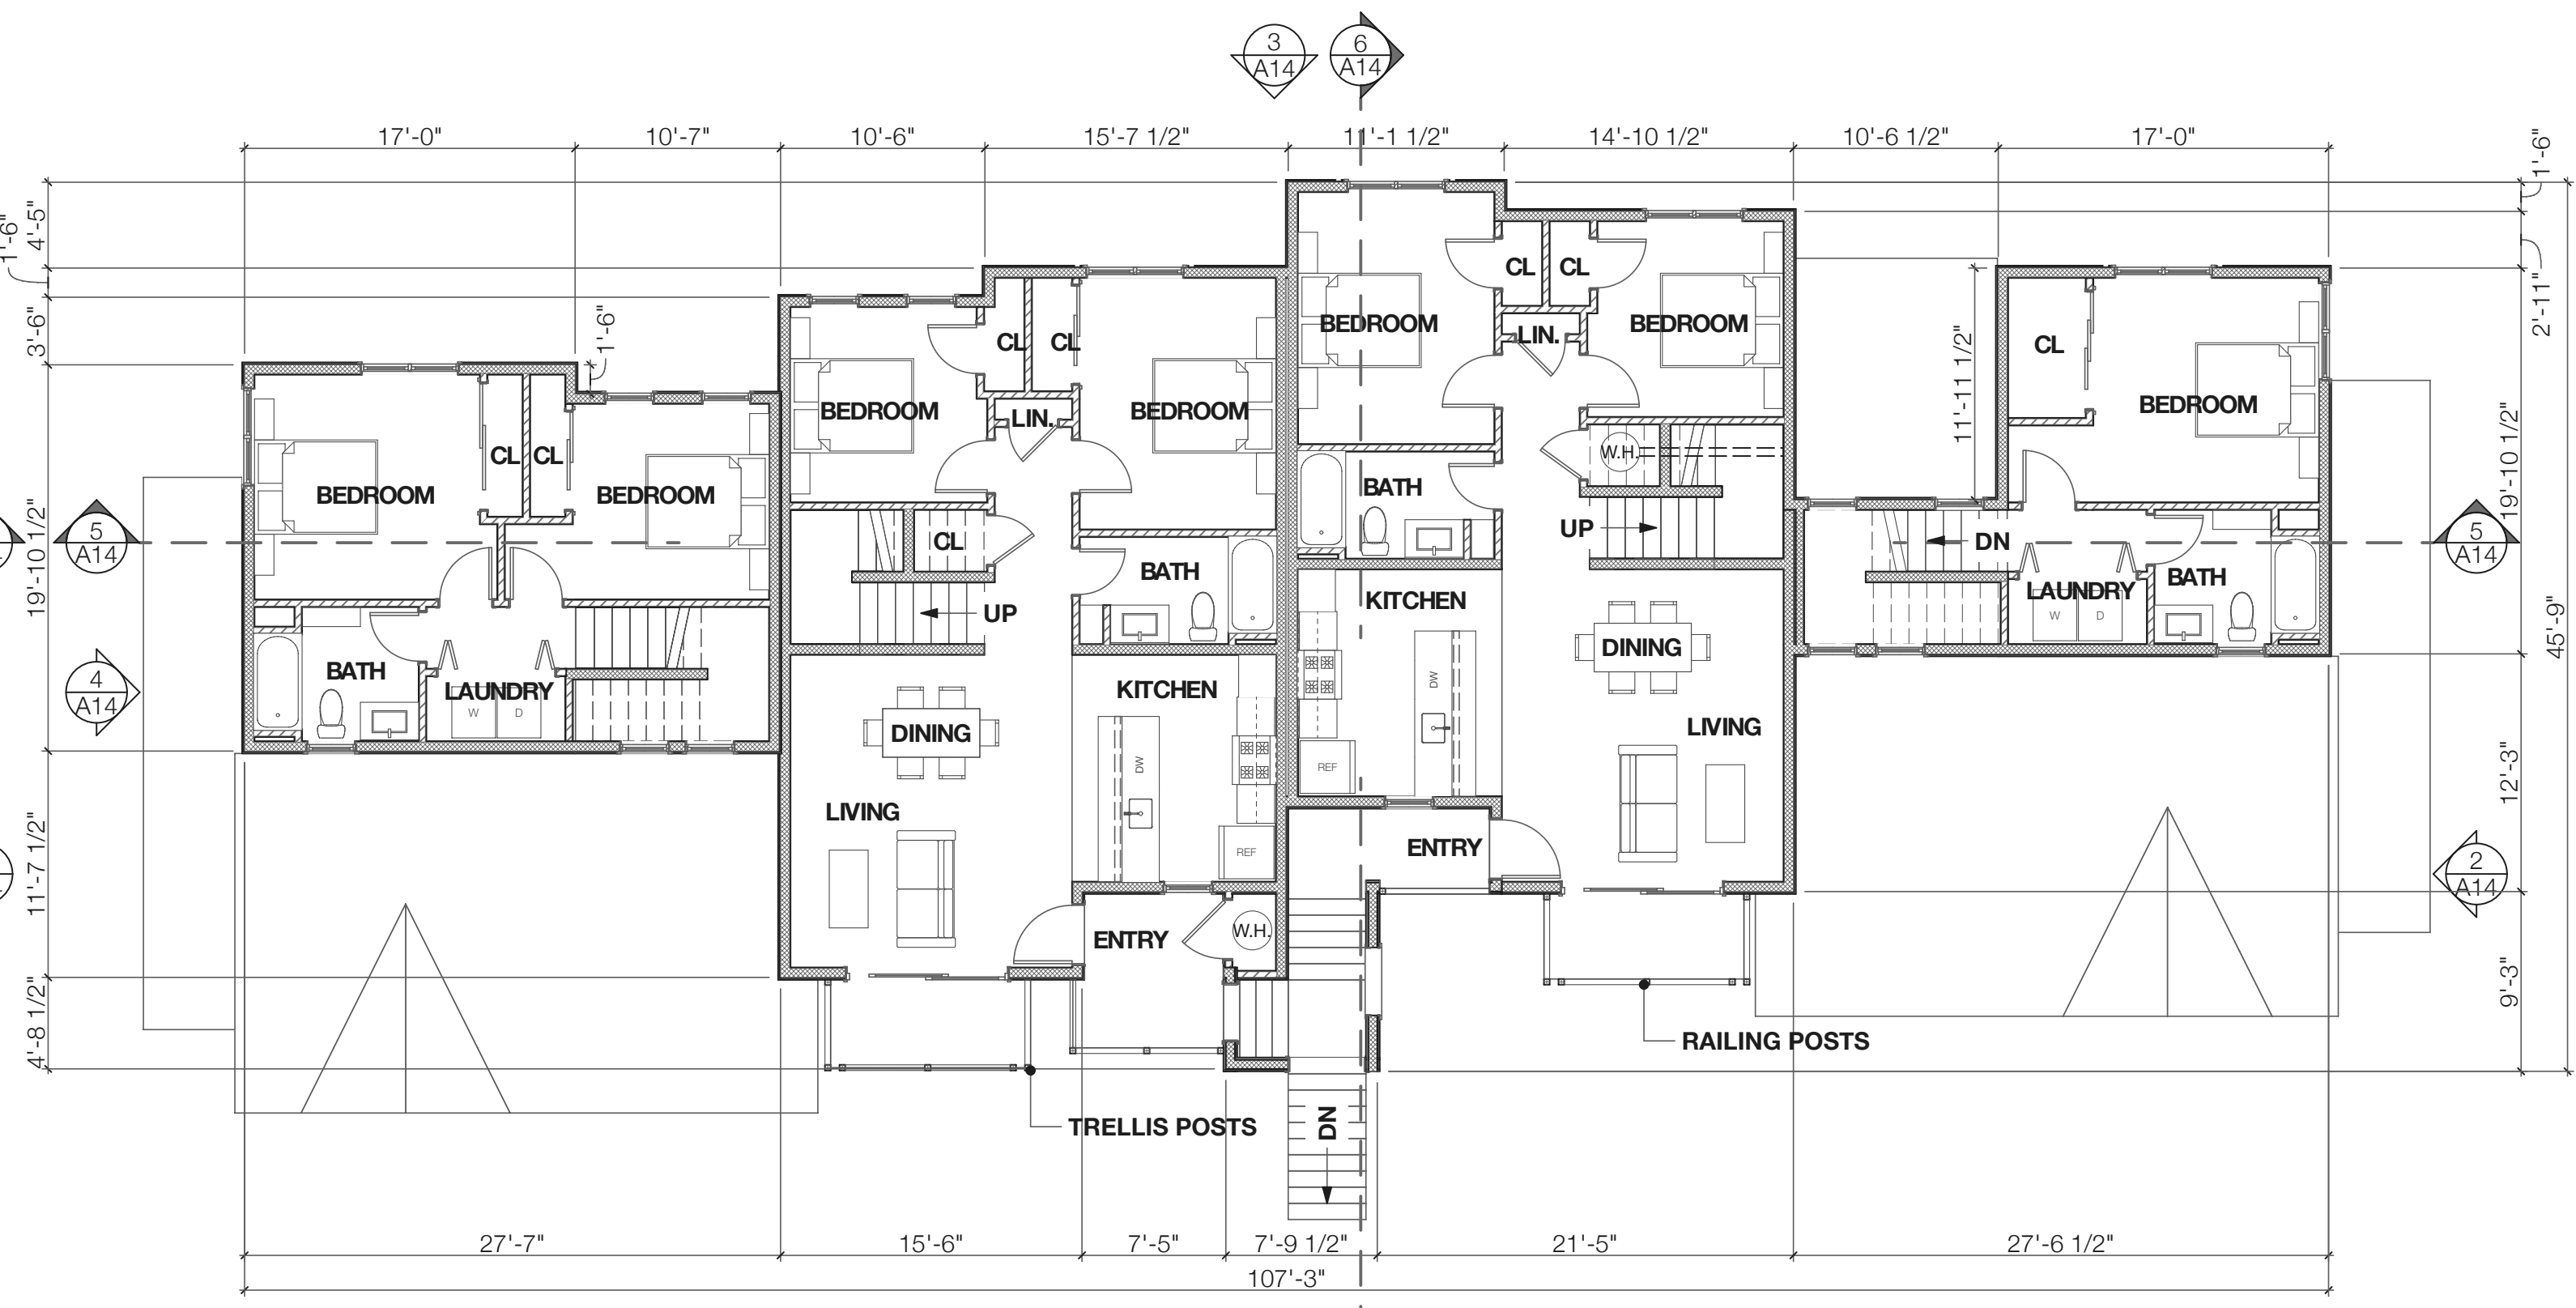 3
A14
6
A14
17'-0"
10'-7"
10'-6"
15'-7 1/2"
11'-1 1/2"
14'-10 1/2"
10'-6 1/2"
17'-0"
1'-6"
4'-5"
1'-6"
3'-6"
1'-6"
2'-11"
11'-11 1/2"
CL
CL
LIN.
BEDROOM
BEDROOM
CL
CL
CL
BEDROOM
BEDROOM
LIN.
BEDROOM
CL
CL
BEDROOM
BEDROOM
W.H.
BATH
UP
5
A14
19'-10 1/2"
CL
DN
5
A14
19'-10 1/2"
BATH
LAUNDRY
W
D
BATH
UP
KITCHEN
DINING
45'-9"
4
A14
BATH
LAUNDRY
W
D
KITCHEN
DW
DINING
DW
LIVING
REF
LIVING
12'-3"
11'-7 1/2"
REF
ENTRY
2
A14
ENTRY
W.H.
4'-8 1/2"
9'-3"
RAILING POSTS
TRELLIS POSTS
DN
27'-7"
15'-6"
7'-5"
7'-9 1/2"
21'-5"
27'-6 1/2"
107'-3"